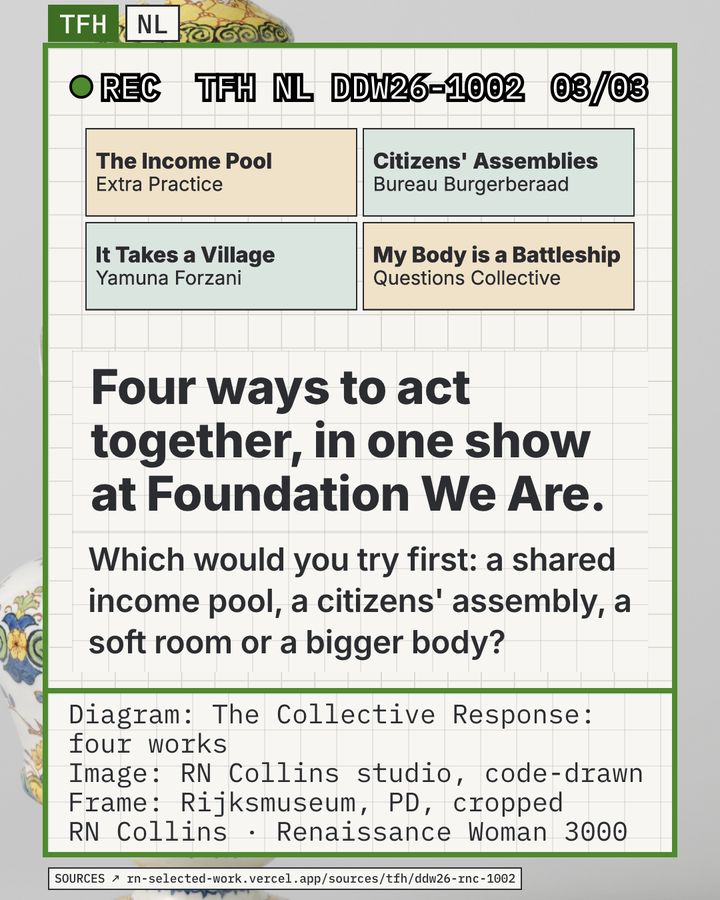 TFH NL
REC TFH NL DDW26-1002 03/03
The Income Pool
Extra Practice
Citizens' Assemblies
Bureau Burgerberaad
It Takes a Village
Yamuna Forzani
My Body is a Battleship
Questions Collective
Four ways to act
together, in one show
at Foundation We Are.
Which would you try first: a shared
income pool, a citizens' assembly, a
soft room or a bigger body?
Diagram: The Collective Response:
four works
Image: RN Collins studio, code-drawn
Frame: Rijksmuseum, PD, cropped
RN Collins · Renaissance Woman 3000
SOURCES ↗ rn-selected-work.vercel.app/sources/tfh/ddw26-rnc-1002